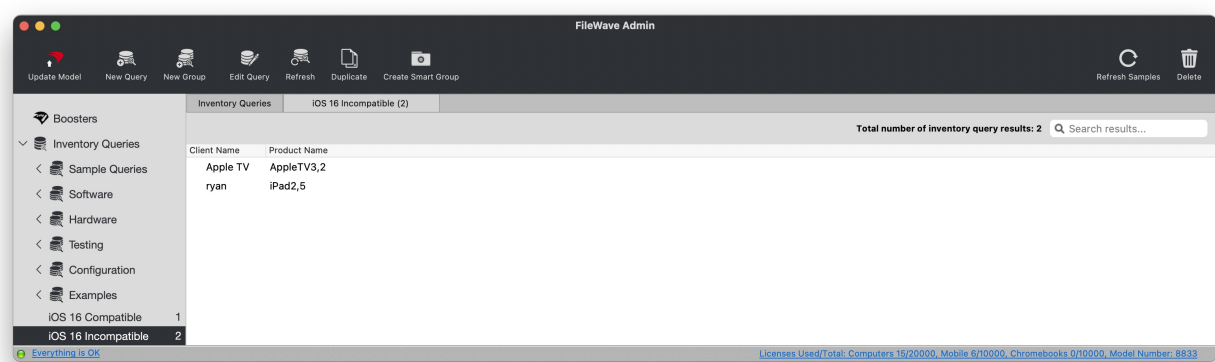 FileWave Admin
Update Model New Query New Group Edit Query Refresh Duplicate Create Smart Group Refresh Samples Delete
Boosters
Inventory Queries
Sample Queries
Software
Hardware
Testing
Configuration
Examples
iOS 16 Compatible 1
iOS 16 Incompatible 2
Inventory Queries iOS 16 Incompatible (2)
Total number of inventory query results: 2 Search results...
Client Name Product Name
Apple TV AppleTV3,2
ryan iPad2,5
Everything is OK Licenses Used/Total: Computers 15/20000, Mobile 6/10000, Chromebooks 0/10000, Model Number: 8833